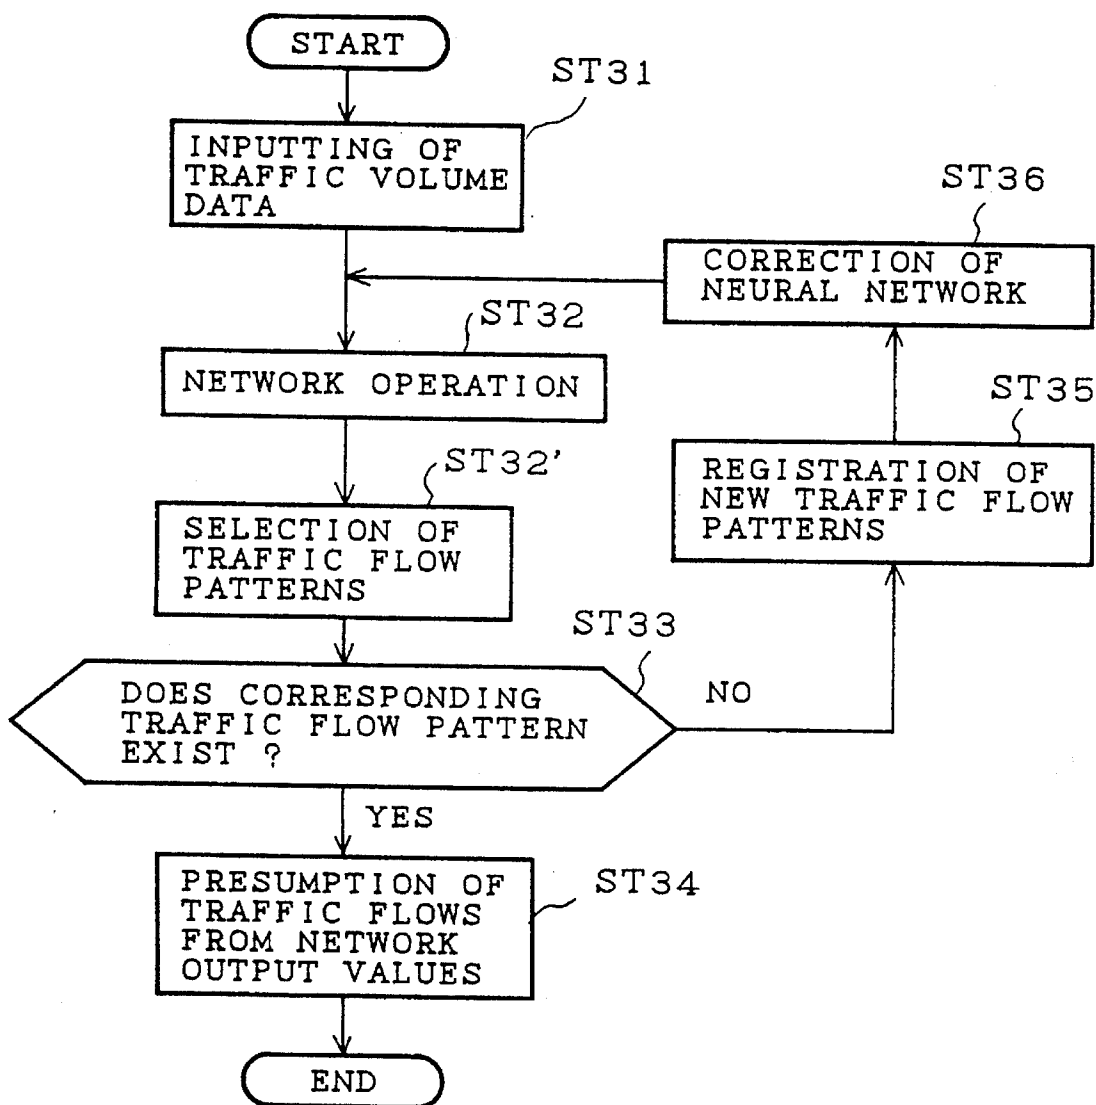 START
ST31
INPUTTING OF
TRAFFIC VOLUME
DATA
ST36
CORRECTION OF
NEURAL NETWORK
ST32
NETWORK OPERATION
ST35
REGISTRATION OF
NEW TRAFFIC FLOW
PATTERNS
ST32'
SELECTION OF
TRAFFIC FLOW
PATTERNS
ST33
DOES CORRESPONDING
TRAFFIC FLOW PATTERN
EXIST ?
NO
YES
PRESUMPTION OF
TRAFFIC FLOWS
FROM NETWORK
OUTPUT VALUES
ST34
END